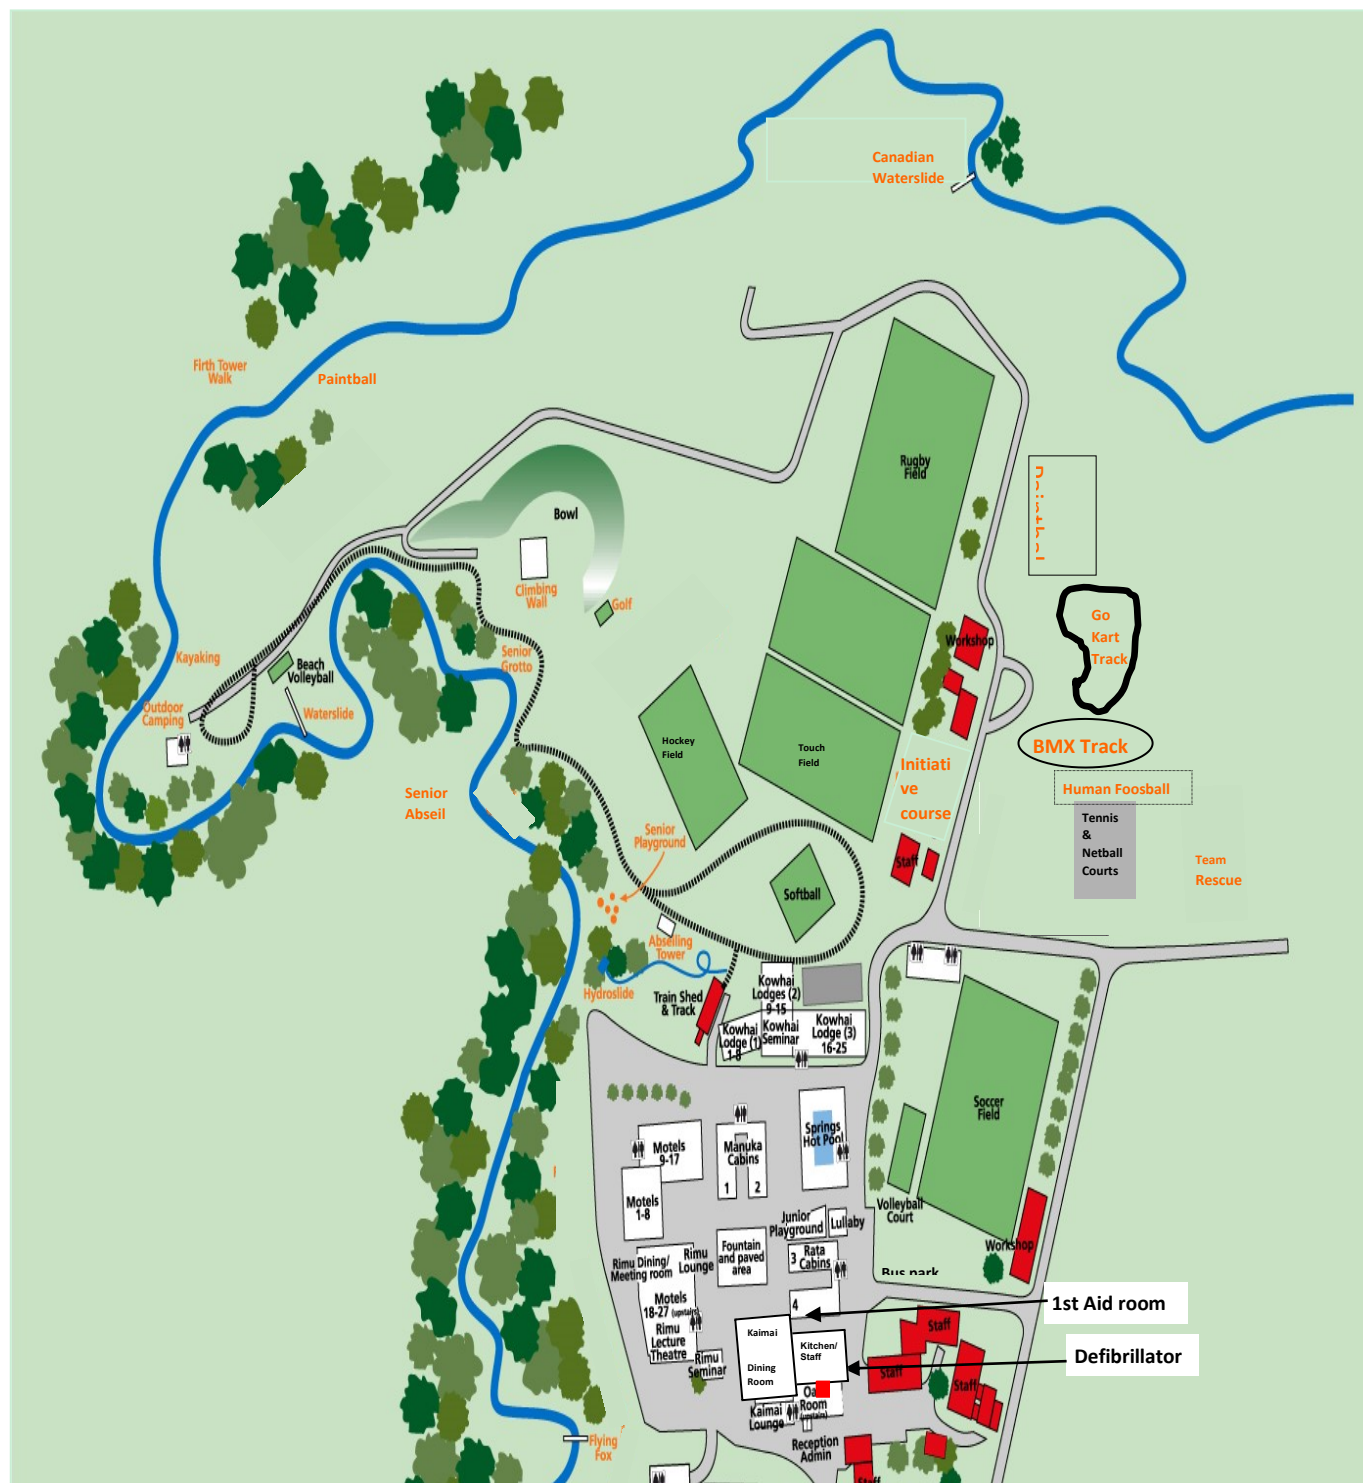 Canadian
Waterslide
Firth Tower
Walk
Paintball
Rugby
Field
Bowl
Climbing
Wall
Golf
Go
Kart
Track
Workshop
Senior
Grotto
Kayaking
Beach
Volleyball
Outdoor
Camping
Waterslide
Hockey
Field
Touch
Field
BMX Track
Initiati
ve
course
Human Foosball
Senior
Abseil
Tennis
&
Netball
Courts
Senior
Playground
Staff
Team
Rescue
Softball
Abseiling
Tower
Hydroslide
Train Shed
& Track
Kowhai
Lodges (2)
9-15
Kowhai
Lodge (1)
1-8
Kowhai
Seminar
Kowhai
Lodge (3)
16-25
Soccer
Field
Springs
Hot Pool
Motels
9-17
Manuka
Cabins
1
2
Motels
1-8
Volleyball
Court
Junior
Playground
Lullaby
Workshop
Rimu Dining/
Meeting room
Rimu
Lounge
Fountain
and paved
area
3
Rata
Cabins
Bus park
4
1st Aid room
Motels
18-27 (upstairs)
Rimu
Lecture
Theatre
Rimu
Seminar
Kaimai
Dining
Room
Kitchen/
Staff
Staff
Staff
Staff
Defibrillator
Room
(upstairs)
Kaimai
Lounge
Reception
Admin
Flying
Fox
Staff